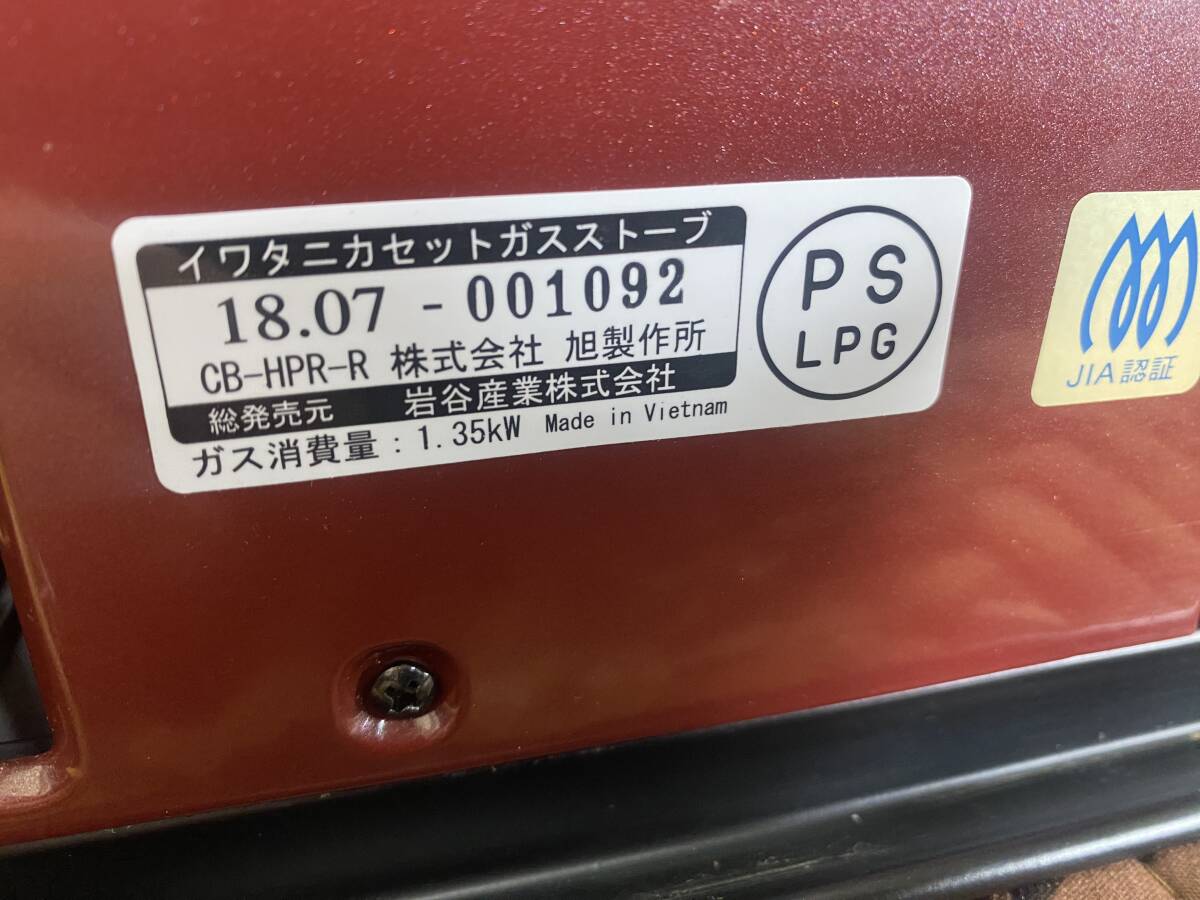 イワタニカセットガスストーブ
18.07 - 001092
CB-HPR-R 株式会社 旭製作所
総発売元 岩谷産業株式会社
ガス消費量：1.35kW Made in Vietnam
PS
LPG
JIA認証